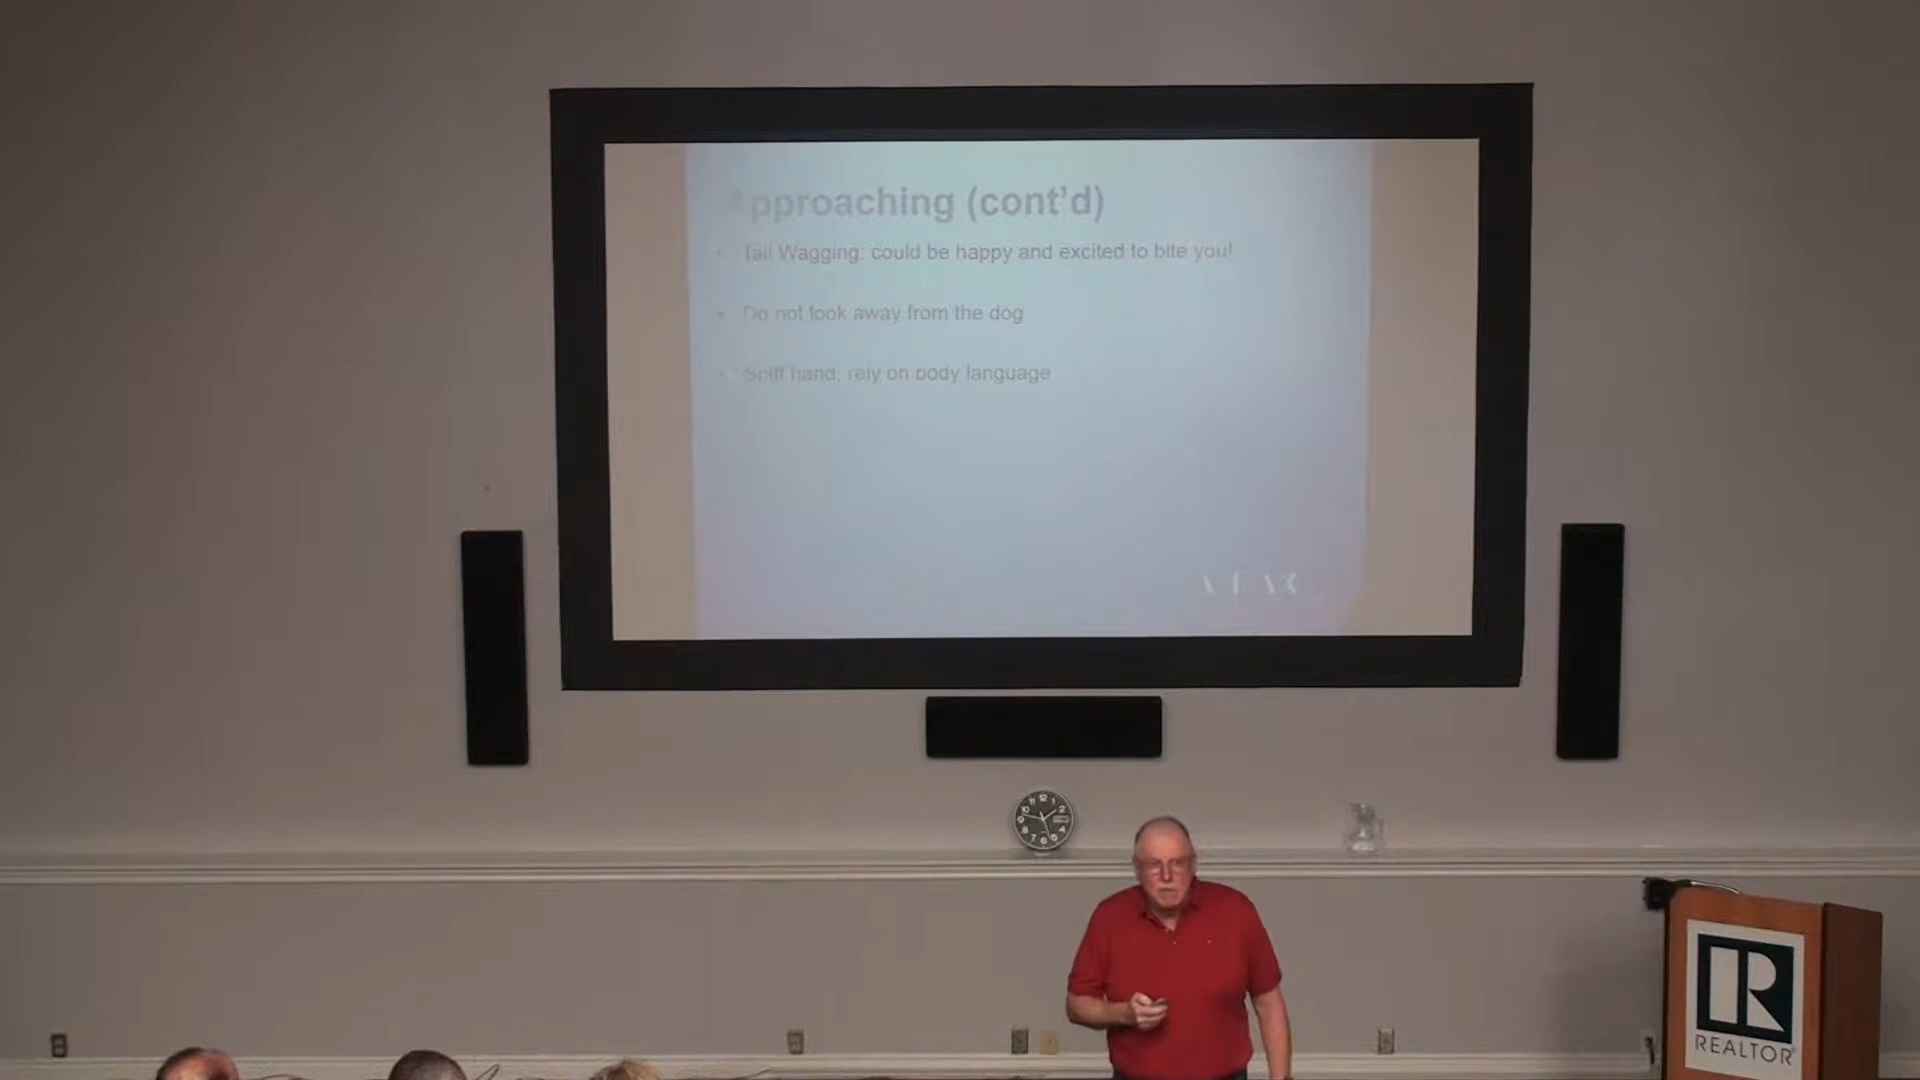 Approaching (cont'd)
• Tail Wagging: could be happy and excited to bite you!
• Do not look away from the dog
• Sniff hand: rely on body language
R
REALTOR®